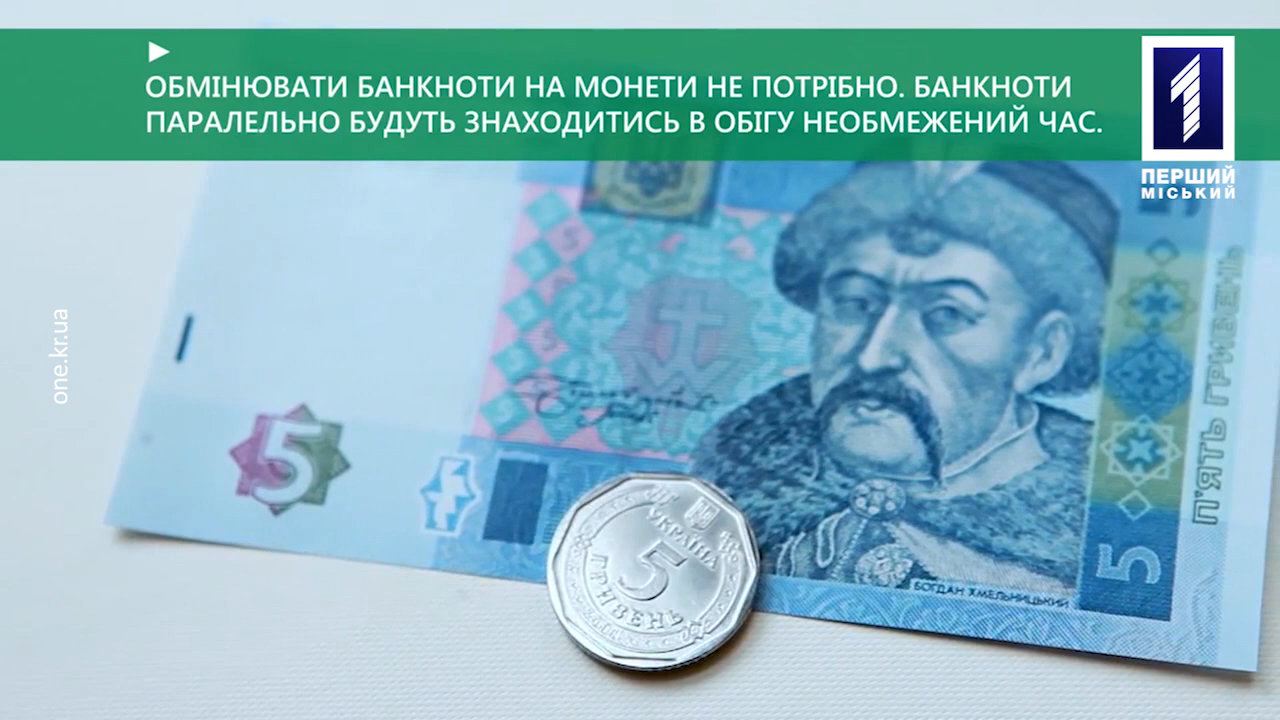 ОБМІНЮВАТИ БАНКНОТИ НА МОНЕТИ НЕ ПОТРІБНО. БАНКНОТИ
ПАРАЛЕЛЬНО БУДУТЬ ЗНАХОДИТИСЬ В ОБІГУ НЕОБМЕЖЕНИЙ ЧАС.
1
ПЕРШИЙ
МІСЬКИЙ
one.kr.ua
5
П'ЯТЬ ГРИВЕНЬ
5
БОГДАН ХМЕЛЬНИЦЬКИЙ
УКРАЇНА
5
ГРИВЕНЬ